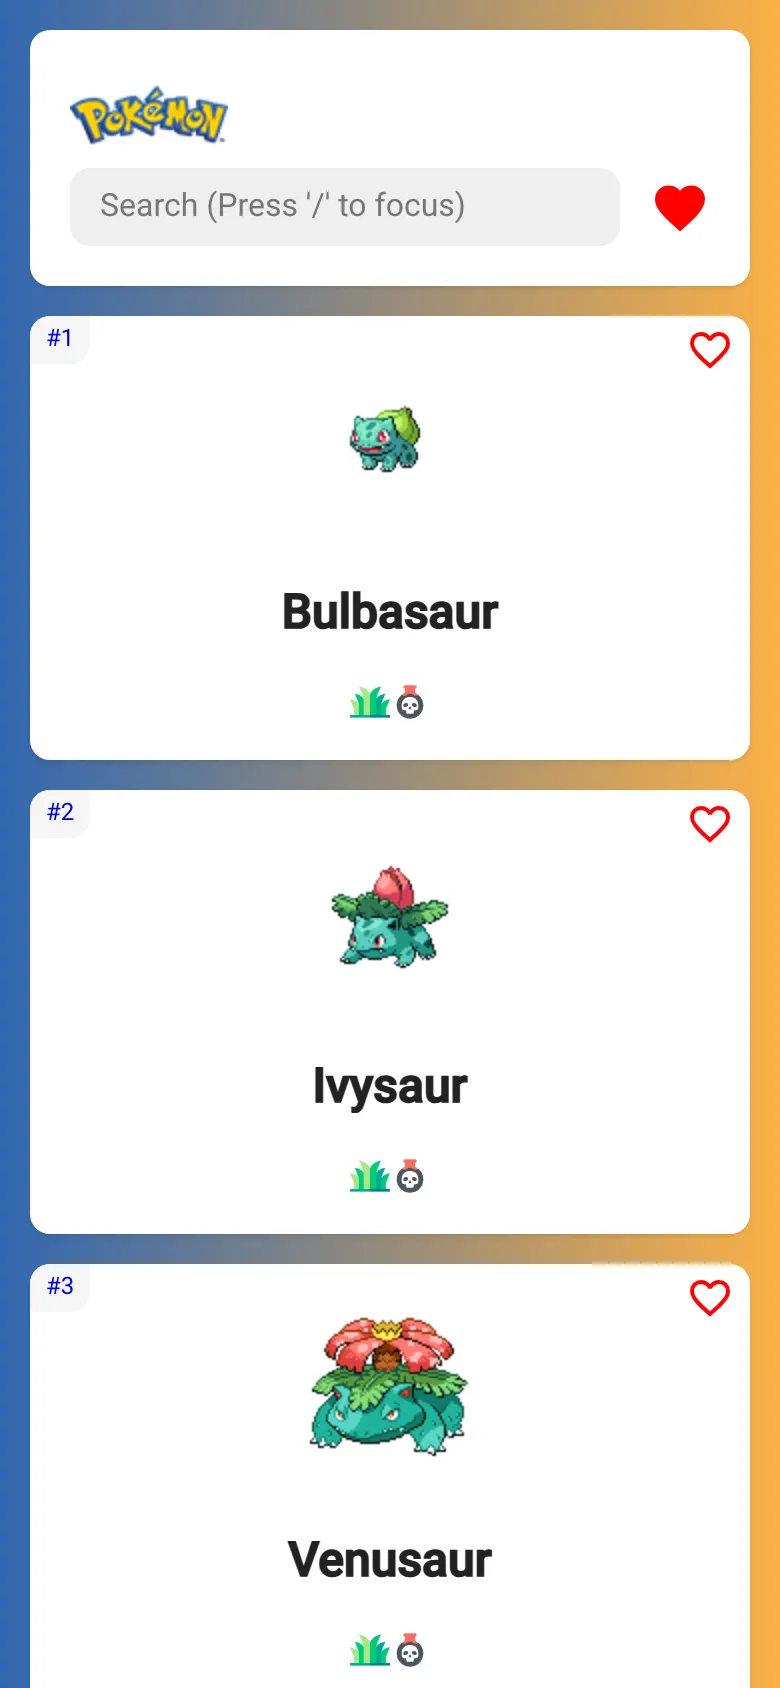 Pokémon
Search (Press '/' to focus)
#1
Bulbasaur
#2
Ivysaur
#3
Venusaur